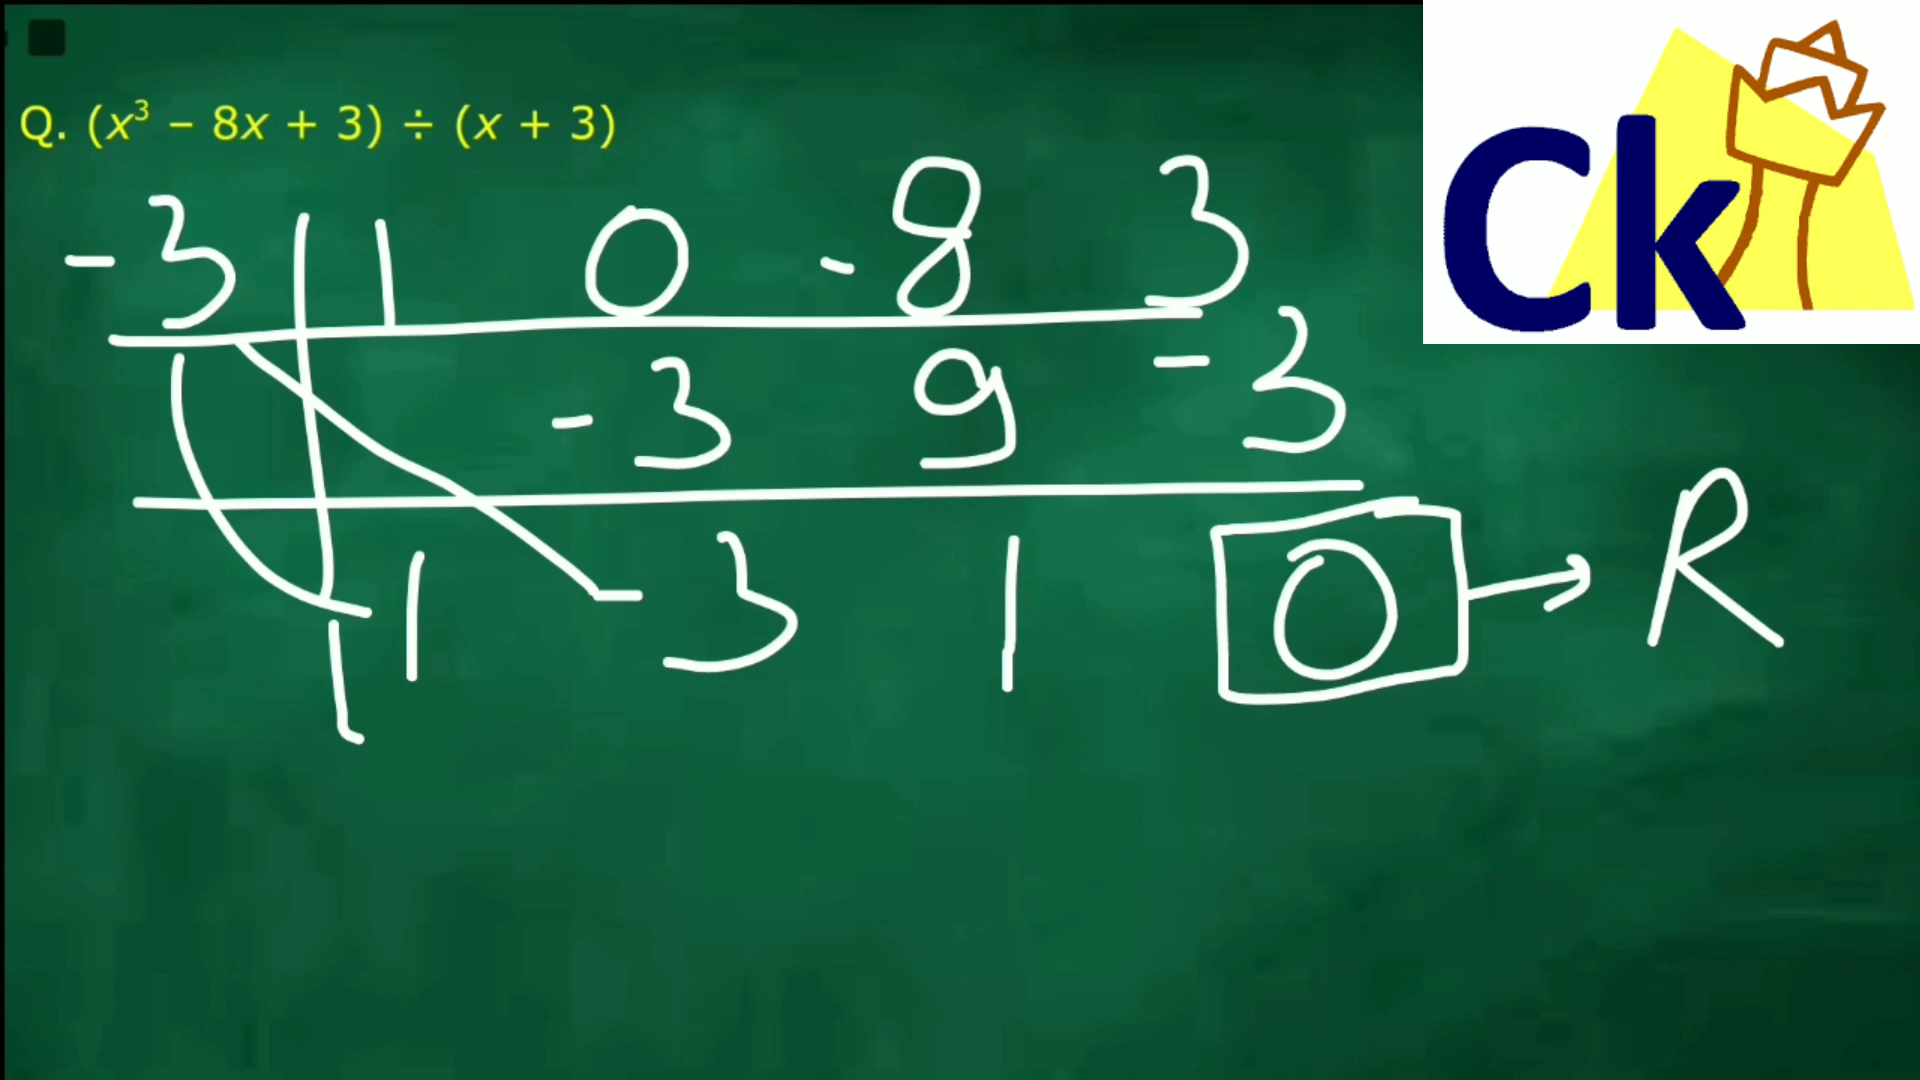 Ck
Q. (x³ – 8x + 3) ÷ (x + 3)
-3 | 1 0 -8 3
-3 9 -3
1 -3 1 0 → R